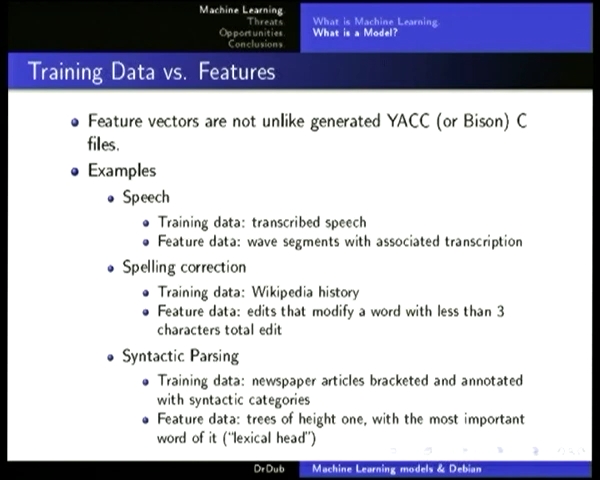 Machine Learning
Threats
Opportunities
Conclusions
What is Machine Learning
What is a Model?
Training Data vs. Features
Feature vectors are not unlike generated YACC (or Bison) C
files.
Examples
Speech
Training data: transcribed speech
Feature data: wave segments with associated transcription
Spelling correction
Training data: Wikipedia history
Feature data: edits that modify a word with less than 3
characters total edit
Syntactic Parsing
Training data: newspaper articles bracketed and annotated
with syntactic categories
Feature data: trees of height one, with the most important
word of it ("lexical head")
DrDub
Machine Learning models & Debian